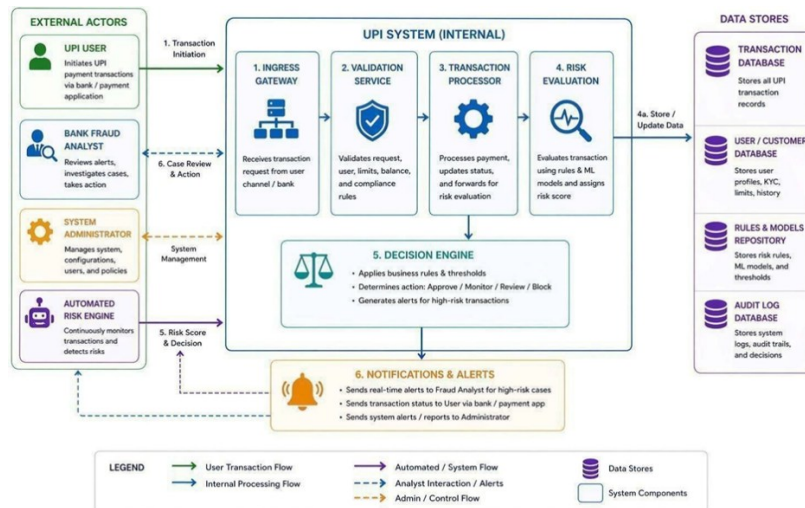 EXTERNAL ACTORS
UPI USER
Initiates UPI
payment transactions
via bank / payment
application
BANK FRAUD
ANALYST
Reviews alerts,
investigates cases,
takes action
SYSTEM
ADMINISTRATOR
Manages system,
configurations,
users, and policies
AUTOMATED
RISK ENGINE
Continuously monitors
transactions and
detects risks
1. Transaction
Initiation
6. Case Review
& Action
System
Management
5. Risk Score
& Decision
UPI SYSTEM (INTERNAL)
1. INGRESS
GATEWAY
Receives transaction
request from user
channel / bank
2. VALIDATION
SERVICE
Validates request,
user, limits, balance,
and compliance
rules
3. TRANSACTION
PROCESSOR
Processes payment,
updates status, and
forwards for
risk evaluation
4. RISK
EVALUATION
Evaluates transaction
using rules & ML
models and assigns
risk score
5. DECISION ENGINE
• Applies business rules & thresholds
• Determines action: Approve / Monitor / Review / Block
• Generates alerts for high-risk transactions
6. NOTIFICATIONS & ALERTS
• Sends real-time alerts to Fraud Analyst for high-risk cases
• Sends transaction status to User via bank / payment app
• Sends system alerts / reports to Administrator
4a. Store /
Update Data
DATA STORES
TRANSACTION
DATABASE
Stores all UPI
transaction
records
USER / CUSTOMER
DATABASE
Stores user
profiles, KYC,
limits, history
RULES & MODELS
REPOSITORY
Stores risk rules,
ML models, and
thresholds
AUDIT LOG
DATABASE
Stores system
logs, audit trails,
and decisions
LEGEND
User Transaction Flow
Internal Processing Flow
Automated / System Flow
Analyst Interaction / Alerts
Admin / Control Flow
Data Stores
System Components